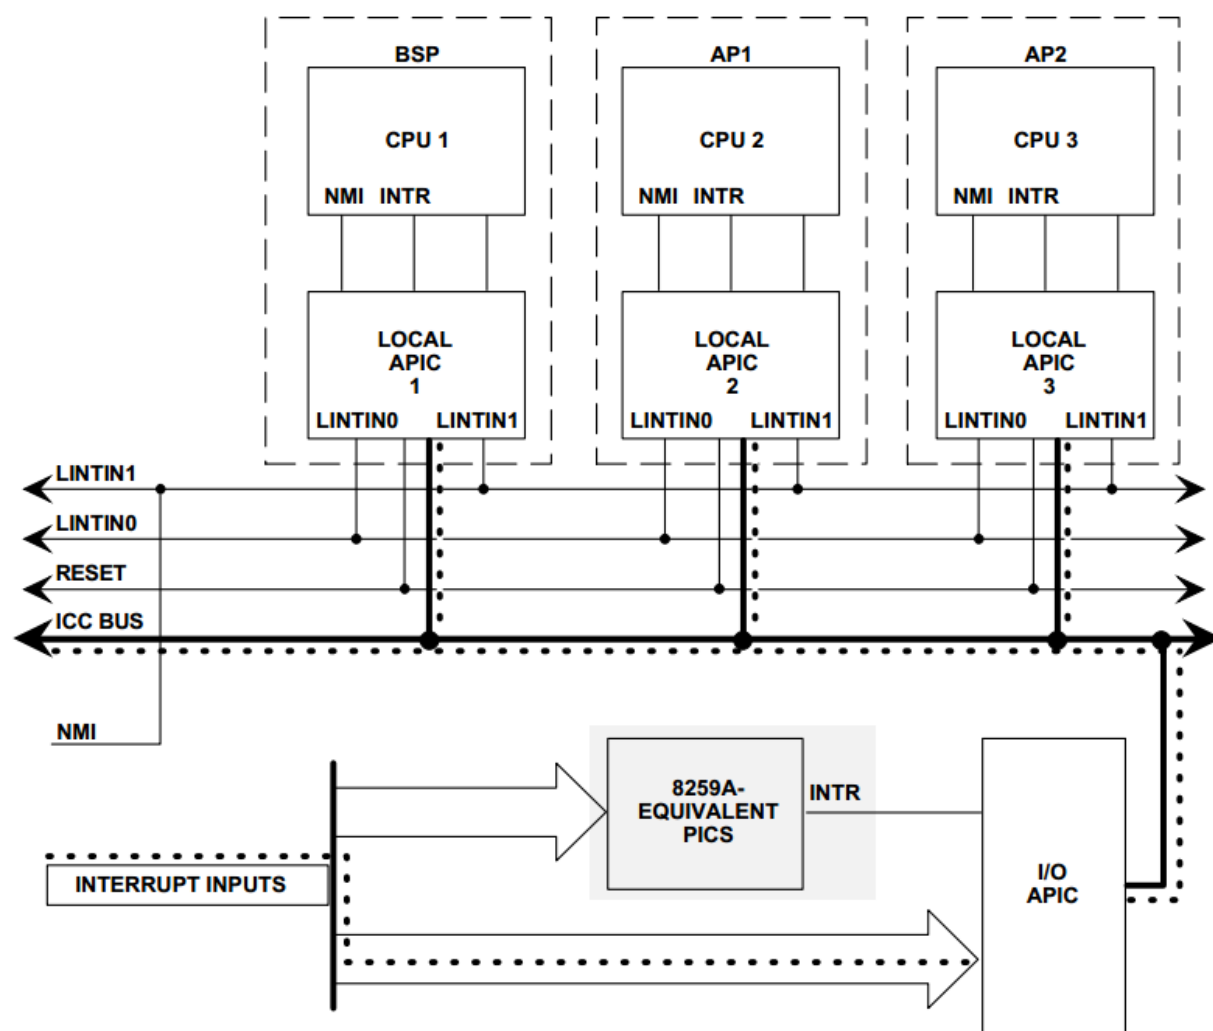 BSP
AP1
AP2
CPU 1
CPU 2
CPU 3
NMI INTR
NMI INTR
NMI INTR
LOCAL
APIC
1
LOCAL
APIC
2
LOCAL
APIC
3
LINTIN0 LINTIN1
LINTIN0 LINTIN1
LINTIN0 LINTIN1
LINTIN1
LINTIN0
RESET
ICC BUS
NMI
8259A-
EQUIVALENT
PICS
INTR
INTERRUPT INPUTS
I/O
APIC